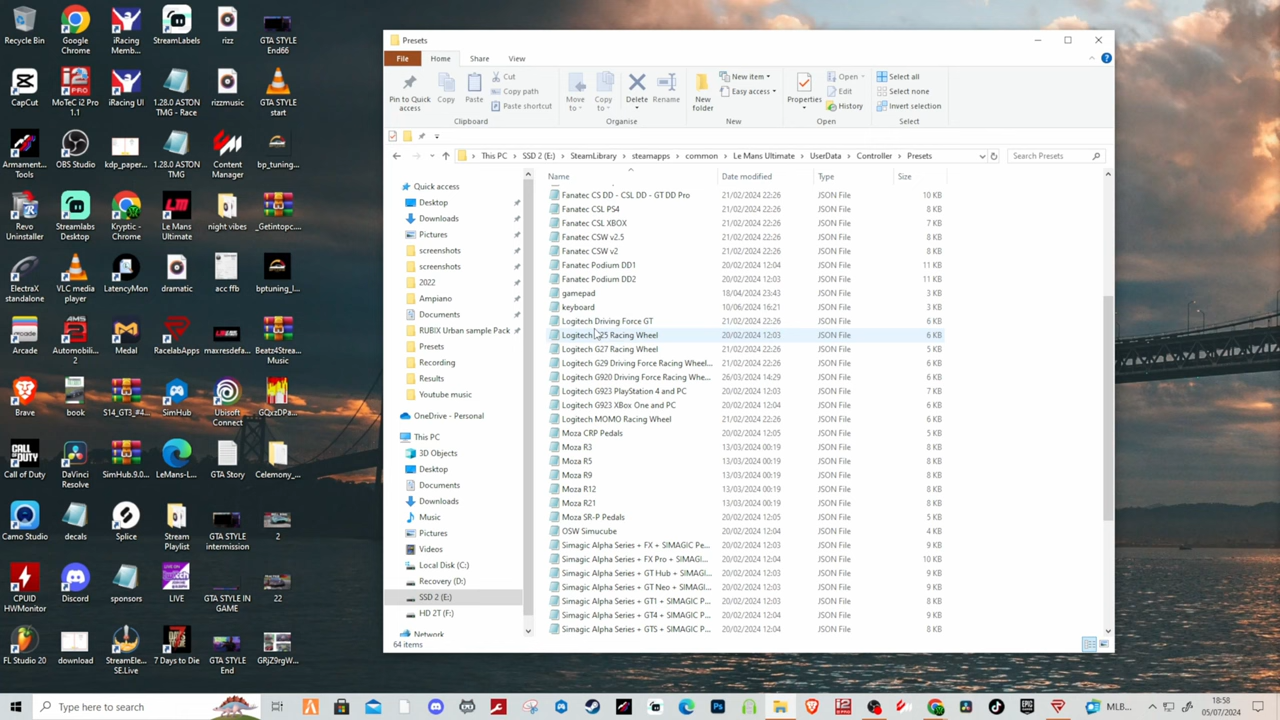 Recycle Bin
Google Chrome
iRacing Memb...
StreamLabels
rizz
GTA STYLE End66
CapCut
MoTeC i2 Pro 1.1
iRacing UI
1.28.0 ASTON TMG - Race
rizzmusic
GTA STYLE start
Armament... Tools
OBS Studio
kdp_paper...
1.28.0 ASTON TMG
Content Manager
bp_tuning...
Revo Uninstaller
Streamlabs Desktop
Kryptic - Chrome
Le Mans Ultimate
night vibes
_Getintopc...
ElectraX standalone
VLC media player
LatencyMon
dramatic
acc ffb
bptuning_l...
Arcade
Automobili... 2
Medal
RacelabApps
maxresdefa...
Beatz4Stream Music
Brave
book
S14_GT3_#4...
SimHub
Ubisoft Connect
GQxzDPa...
Call of Duty
DaVinci Resolve
SimHub.9.0...
LeMans-L...
GTA Story
Celemony_...
Camo Studio
decals
Splice
Stream Playlist
GTA STYLE intermission
2
CPUID HWMonitor
Discord
sponsors
LIVE
GTA STYLE IN GAME
22
FL Studio 20
download
StreamEle... SE.Live
7 Days to Die
GTA STYLE End
GRjZ9rgW...
Presets
File Home Share View
Pin to Quick access
Copy
Paste
Cut
Copy path
Paste shortcut
Clipboard
Move to
Copy to
Delete
Rename
Organise
New folder
New item
Easy access
New
Properties
Open
Edit
History
Open
Select all
Select none
Invert selection
Select
This PC > SSD 2 (E:) > SteamLibrary > steamapps > common > Le Mans Ultimate > UserData > Controller > Presets
Search Presets
Quick access
Desktop
Downloads
Pictures
screenshots
screenshots
2022
Ampiano
Documents
RUBIX Urban sample Pack
Presets
Recording
Results
Youtube music
OneDrive - Personal
This PC
3D Objects
Desktop
Documents
Downloads
Music
Pictures
Videos
Local Disk (C:)
Recovery (D:)
SSD 2 (E:)
HD 2T (F:)
Network
Name Date modified Type Size
Fanatec CS DD - CSL DD - GT DD Pro 21/02/2024 22:26 JSON File 10 KB
Fanatec CSL PS4 21/02/2024 22:26 JSON File 8 KB
Fanatec CSL XBOX 21/02/2024 22:26 JSON File 7 KB
Fanatec CSW v2.5 21/02/2024 22:26 JSON File 8 KB
Fanatec CSW v2 21/02/2024 22:26 JSON File 8 KB
Fanatec Podium DD1 20/02/2024 12:04 JSON File 11 KB
Fanatec Podium DD2 20/02/2024 12:03 JSON File 11 KB
gamepad 18/04/2024 23:43 JSON File 3 KB
keyboard 10/06/2024 16:21 JSON File 3 KB
Logitech Driving Force GT 21/02/2024 22:26 JSON File 6 KB
Logitech G25 Racing Wheel 20/02/2024 12:03 JSON File 6 KB
Logitech G27 Racing Wheel 21/02/2024 22:26 JSON File 5 KB
Logitech G29 Driving Force Racing Wheel... 21/02/2024 22:26 JSON File 6 KB
Logitech G920 Driving Force Racing Whe... 26/03/2024 14:29 JSON File 6 KB
Logitech G923 PlayStation 4 and PC 20/02/2024 12:03 JSON File 7 KB
Logitech G923 XBox One and PC 20/02/2024 12:04 JSON File 6 KB
Logitech MOMO Racing Wheel 21/02/2024 22:26 JSON File 6 KB
Moza CRP Pedals 20/02/2024 12:05 JSON File 5 KB
Moza R3 13/03/2024 00:19 JSON File 8 KB
Moza R5 13/03/2024 00:19 JSON File 8 KB
Moza R9 13/03/2024 00:19 JSON File 8 KB
Moza R12 13/03/2024 00:19 JSON File 8 KB
Moza R21 13/03/2024 00:19 JSON File 8 KB
Moza SR-P Pedals 20/02/2024 12:05 JSON File 5 KB
OSW Simucube 20/02/2024 12:04 JSON File 4 KB
Simagic Alpha Series + FX + SIMAGIC Pe... 20/02/2024 12:03 JSON File 9 KB
Simagic Alpha Series + FX Pro + SIMAGI... 20/02/2024 12:04 JSON File 10 KB
Simagic Alpha Series + GT Hub + SIMAGI... 20/02/2024 12:03 JSON File 9 KB
Simagic Alpha Series + GT Neo + SIMAGI... 20/02/2024 12:03 JSON File 9 KB
Simagic Alpha Series + GT1 + SIMAGIC P... 20/02/2024 12:03 JSON File 8 KB
Simagic Alpha Series + GT4 + SIMAGIC P... 20/02/2024 12:04 JSON File 9 KB
Simagic Alpha Series + GTS + SIMAGIC P... 20/02/2024 12:04 JSON File 8 KB
64 items
Type here to search
MLB...
18:58
05/07/2024